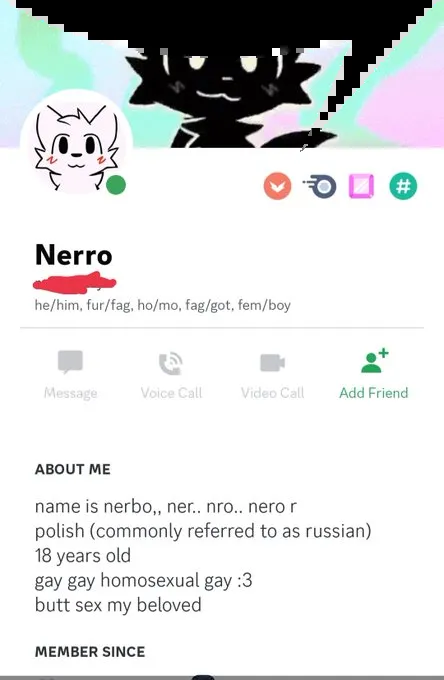 Nerro
he/him, fur/fag, ho/mo, fag/got, fem/boy
Message
Voice Call
Video Call
Add Friend
ABOUT ME
name is nerbo,, ner.. nro.. nero r
polish (commonly referred to as russian)
18 years old
gay gay homosexual gay :3
butt sex my beloved
MEMBER SINCE